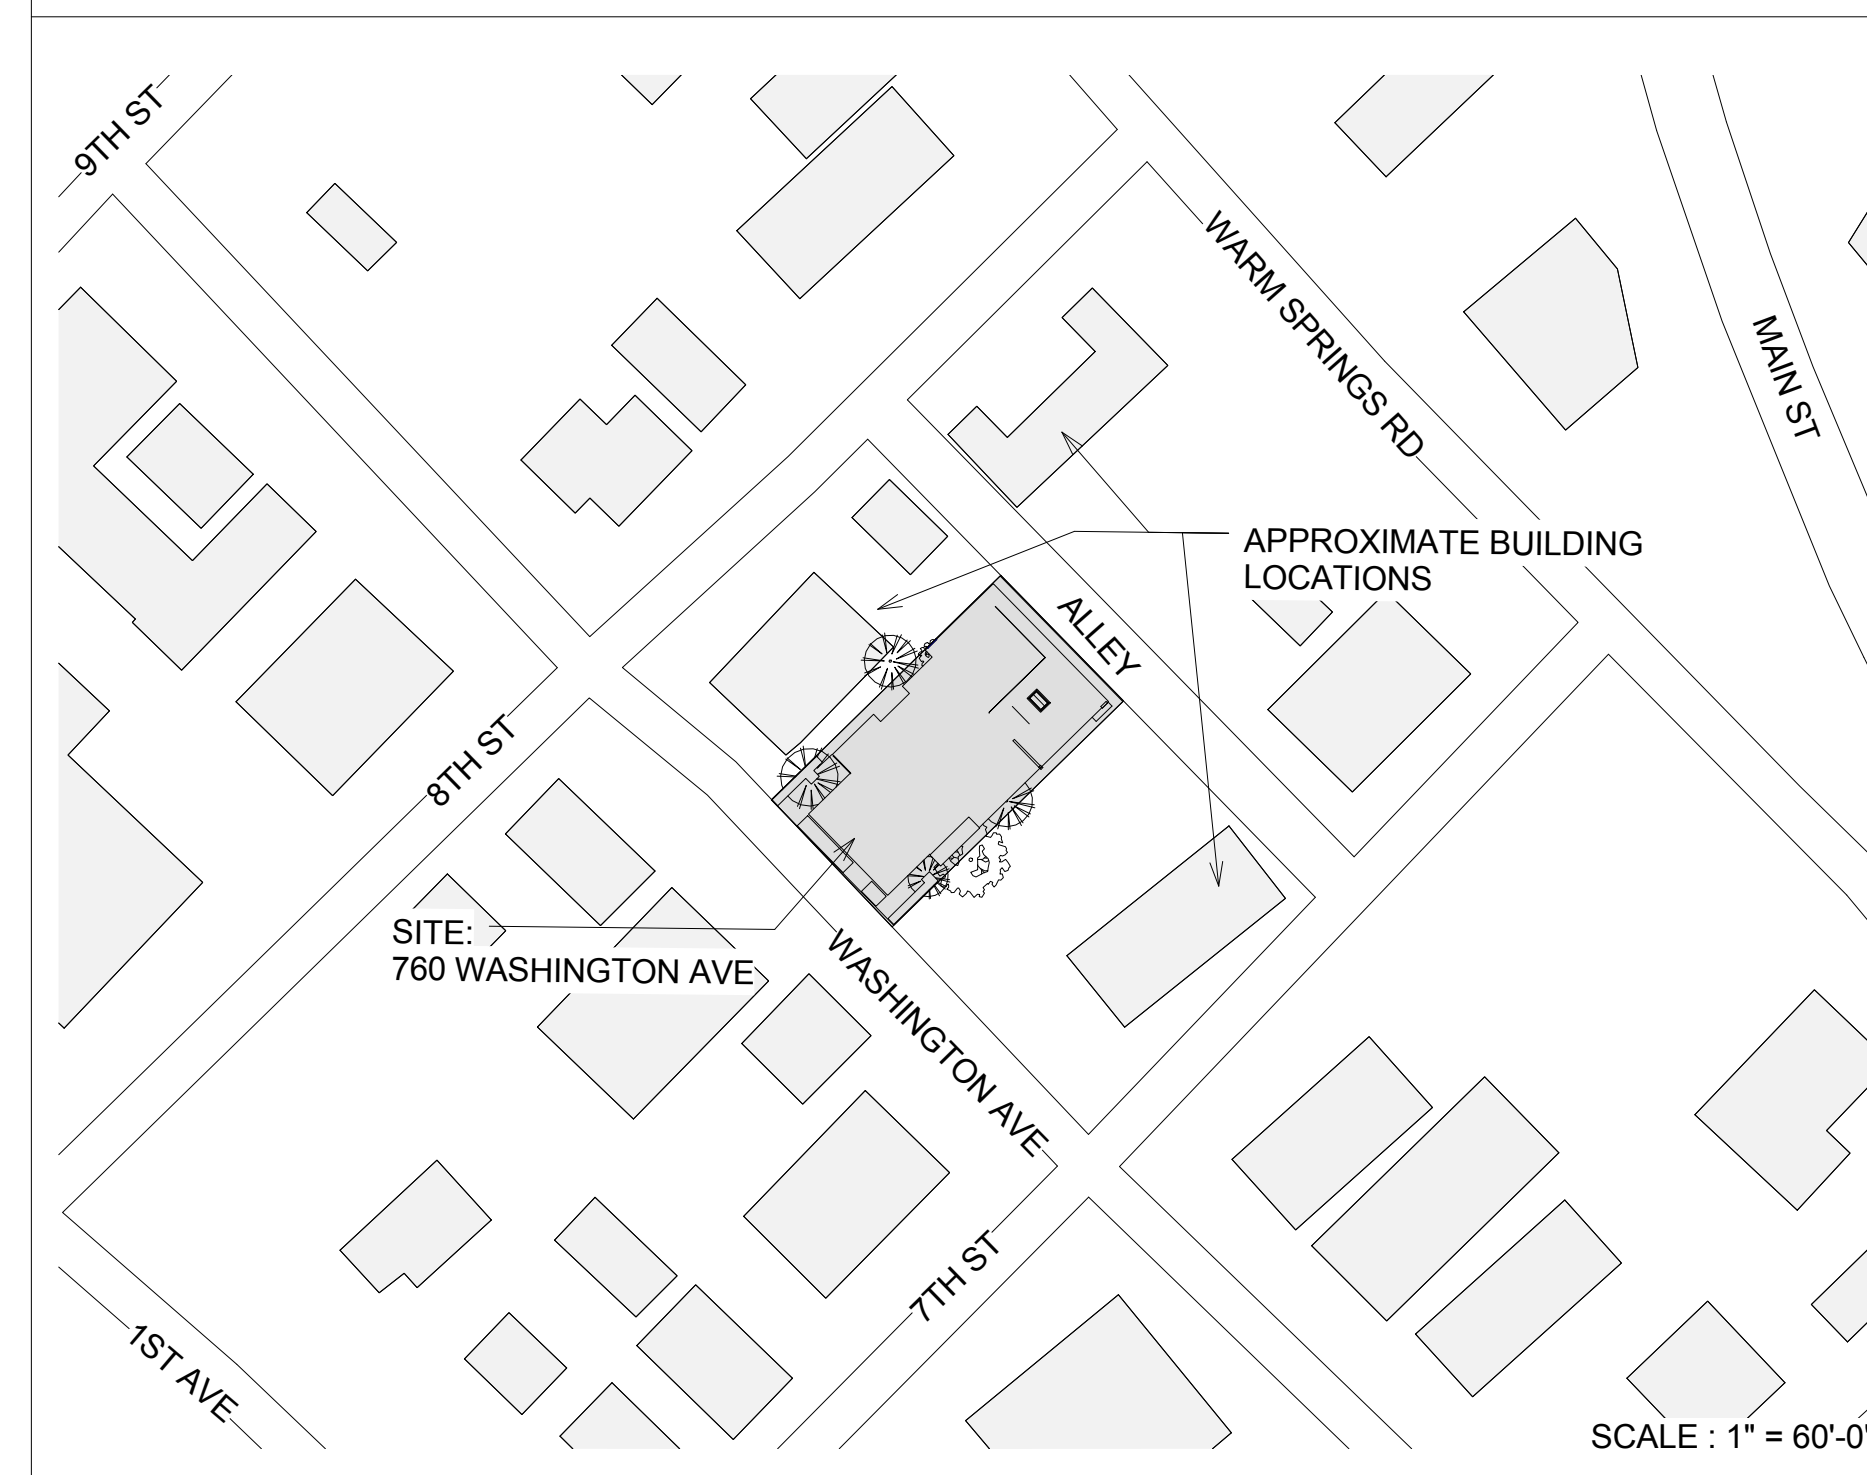 9TH ST
WARM SPRINGS RD
MAIN ST
APPROXIMATE BUILDING
LOCATIONS
ALLEY
8TH ST
SITE:
760 WASHINGTON AVE
WASHINGTON AVE
7TH ST
1ST AVE
SCALE : 1" = 60'-0"